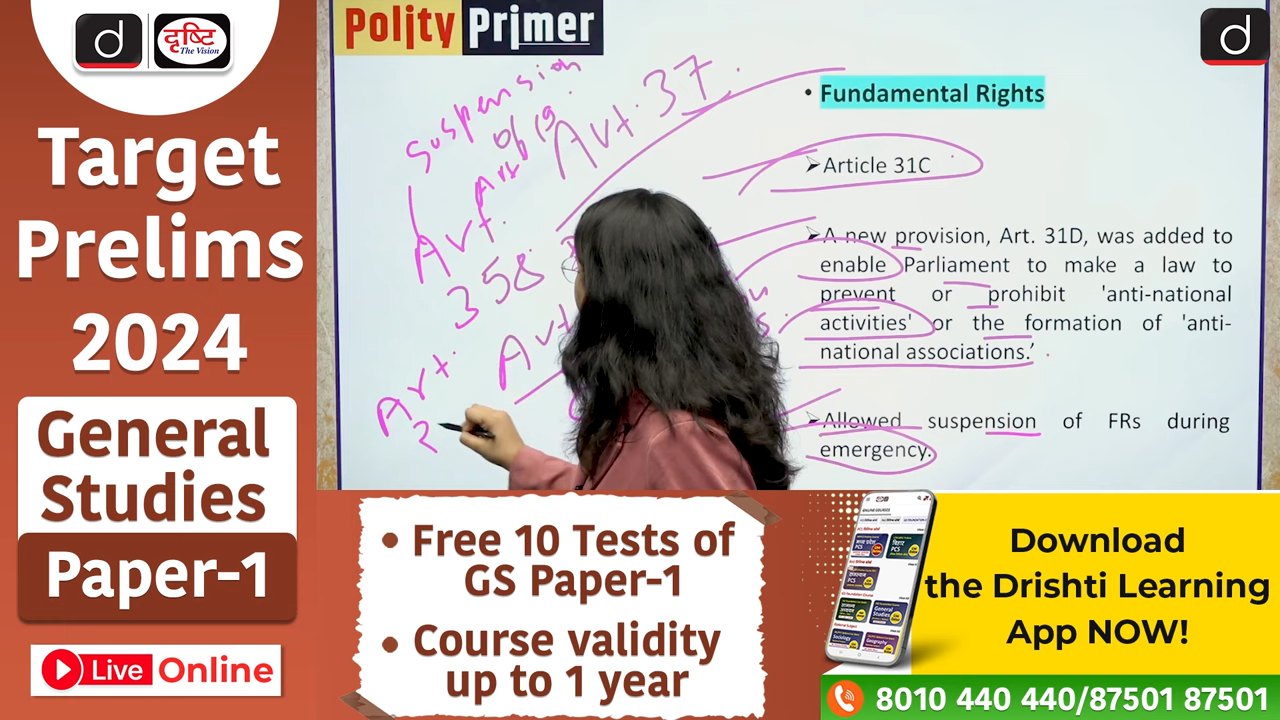 d
दृष्टि
The Vision
Target
Prelims
2024
General
Studies
Paper-1
Live Online
Polity Primer
d
suspension
of
Art 19
Art. 37
Art.
358
Art
Art.
2
• Fundamental Rights
➢ Article 31C
➢ A new provision, Art. 31D, was added to
enable Parliament to make a law to
prevent or prohibit 'anti-national
activities' or the formation of 'anti-
national associations.'
➢ Allowed suspension of FRs during
emergency.
• Free 10 Tests of
GS Paper-1
• Course validity
up to 1 year
Download
the Drishti Learning
App NOW!
8010 440 440/87501 87501